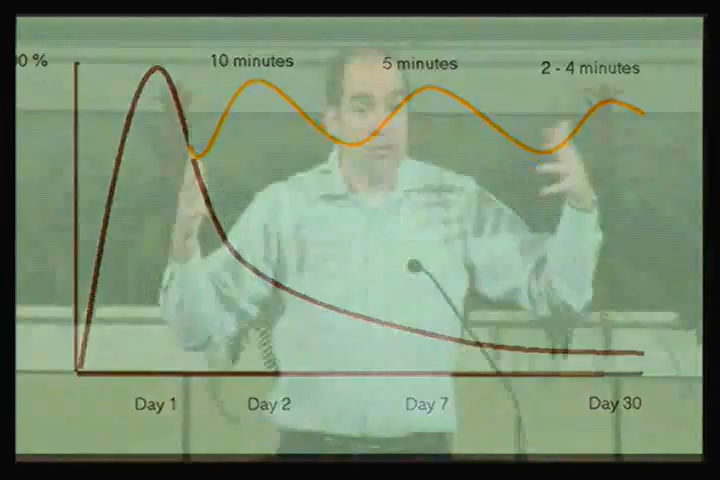 0 %
10 minutes
5 minutes
2 - 4 minutes
Day 1
Day 2
Day 7
Day 30